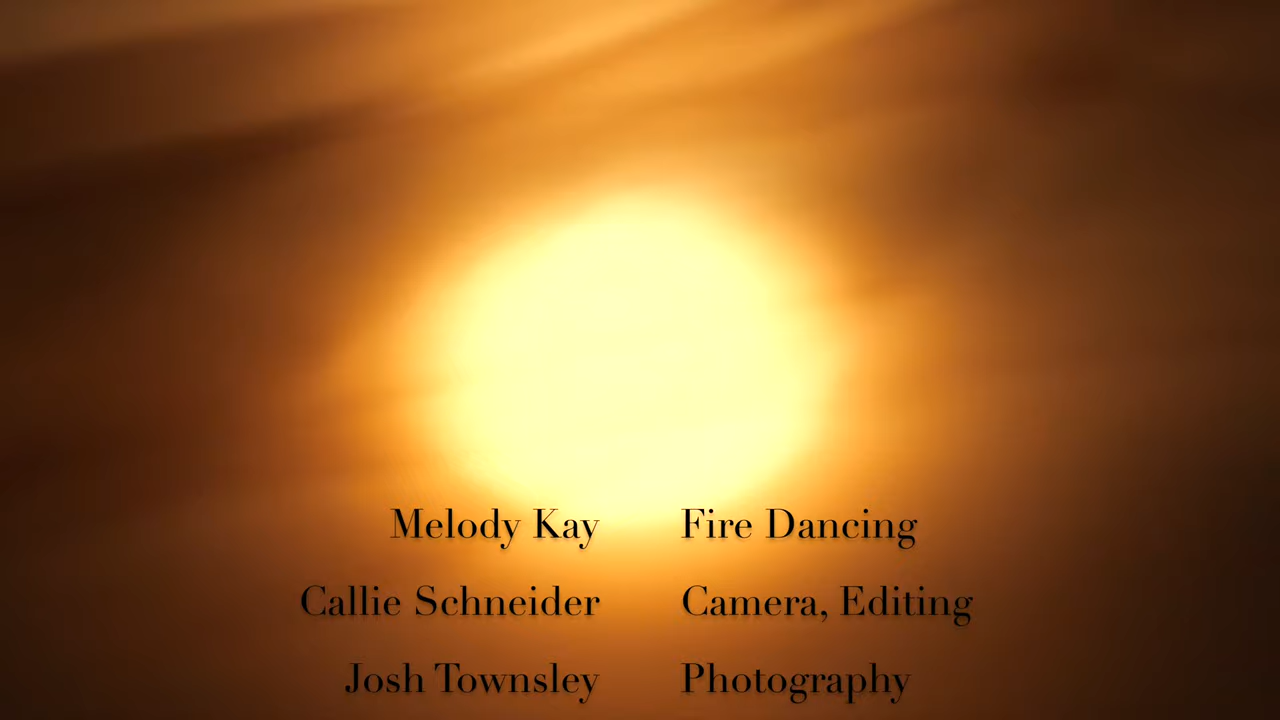 Melody Kay Fire Dancing
Callie Schneider Camera, Editing
Josh Townsley Photography